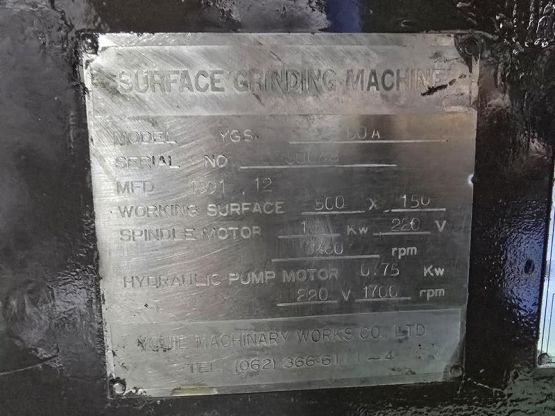 SURFACE GRINDING MACHINE
MODEL YGS
SERIAL NO
MFD 1991 . 12
WORKING SURFACE 500 X 150
SPINDLE MOTOR Kw 220 V
rpm
HYDRAULIC PUMP MOTOR 0.75 Kw
220 V 1700 rpm
MACHINARY WORKS CO., LTD
TEL (062)